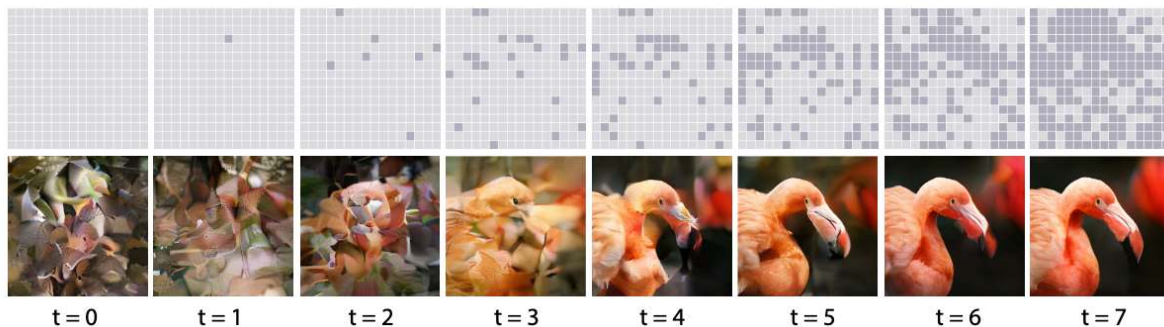 t = 0 t = 1 t = 2 t = 3 t = 4 t = 5 t = 6 t = 7